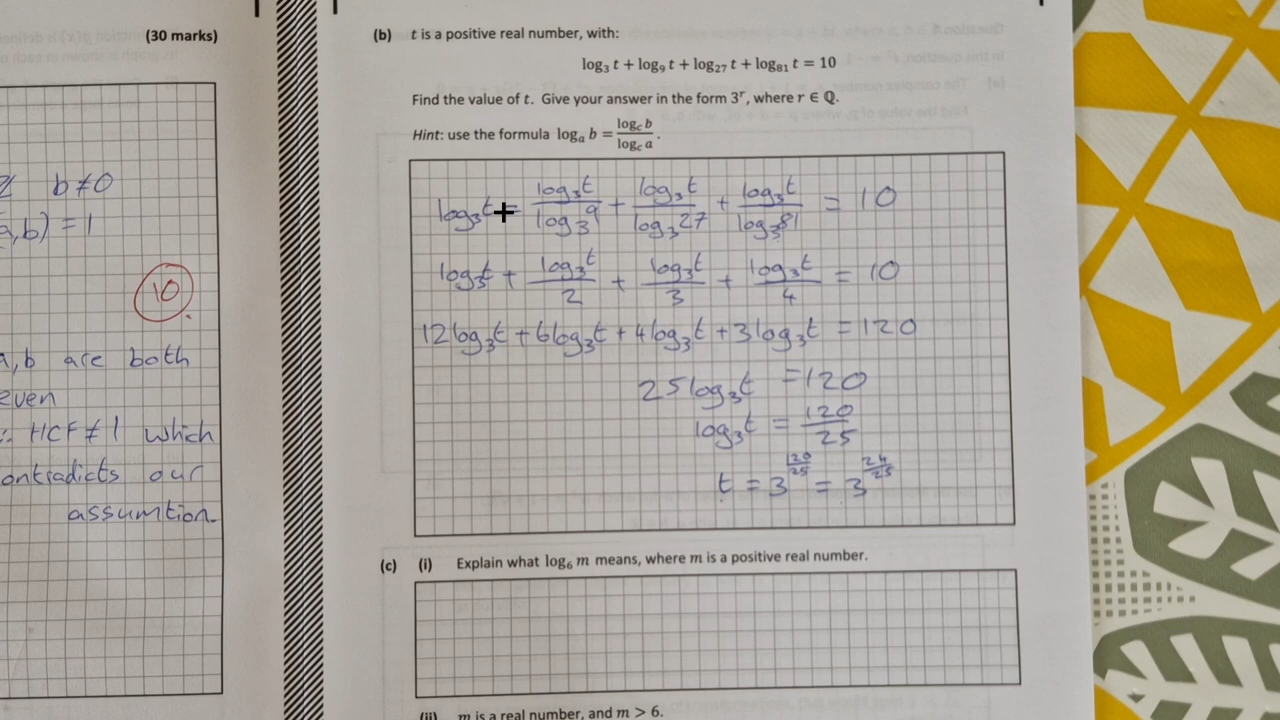 (30 marks)
b ≠ 0
a,b) = 1
10
a,b are both
even
∴ HCF ≠ 1 which
contradicts our
assumtion.
(b) t is a positive real number, with:
log₃ t + log₉ t + log₂₇ t + log₈₁ t = 10
Find the value of t. Give your answer in the form 3ʳ, where r ∈ ℚ.
Hint: use the formula logₐ b = log꜀ b / log꜀ a .
log₃t + log₃t / log₃9 + log₃t / log₃27 + log₃t / log₃81 = 10
log₃t + log₃t / 2 + log₃t / 3 + log₃t / 4 = 10
12log₃t + 6log₃t + 4log₃t + 3log₃t = 120
25log₃t = 120
log₃t = 120 / 25
t = 3^(120/25) = 3^(24/25)
(c) (i) Explain what log₆ m means, where m is a positive real number.
(ii) m is a real number, and m > 6.